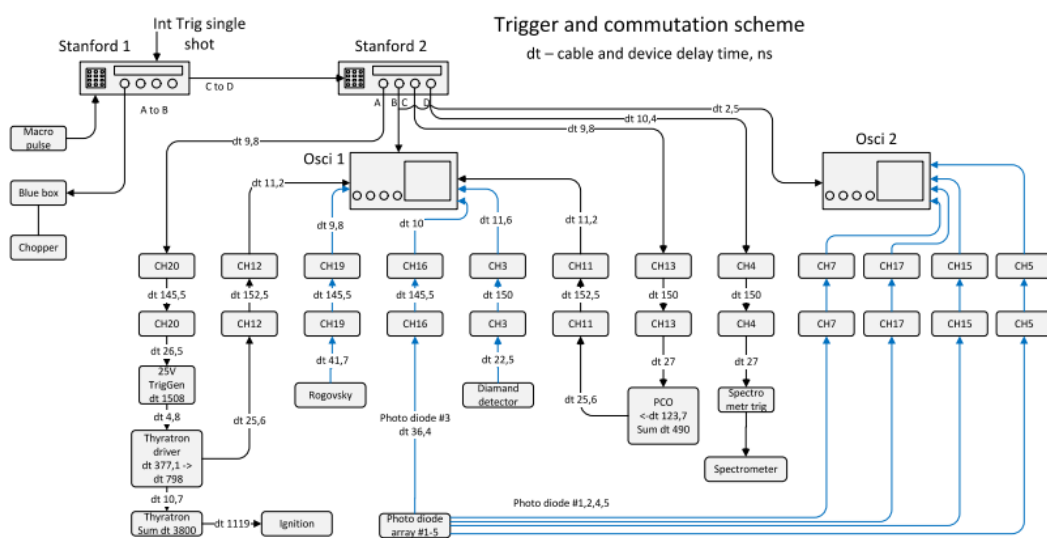 Trigger and commutation scheme
dt – cable and device delay time, ns
Int Trig single
shot
Stanford 1
Stanford 2
C to D
A to B
A
B
C
D
Macro
pulse
Blue box
Chopper
dt 9,8
dt 10,4
dt 9,8
dt 2,5
Osci 1
Osci 2
dt 11,2
dt 9,8
dt 10
dt 11,6
dt 11,2
CH20
CH12
CH19
CH16
CH3
CH11
CH13
CH4
CH7
CH17
CH15
CH5
dt 145,5
dt 152,5
dt 145,5
dt 145,5
dt 150
dt 152,5
dt 150
dt 150
CH20
CH12
CH19
CH16
CH3
CH11
CH13
CH4
CH7
CH17
CH15
CH5
dt 26,5
dt 41,7
dt 22,5
dt 27
dt 27
25V
TrigGen
dt 1508
Rogovsky
Diamand
detector
dt 25,6
PCO
<-dt 123,7
Sum dt 490
Spectro
metr trig
dt 4,8
dt 25,6
Photo diode #3
dt 36,4
Thyratron
driver
dt 377,1 ->
dt 798
Spectrometer
dt 10,7
Photo diode #1,2,4,5
Thyratron
Sum dt 3800
dt 1119
Ignition
Photo diode
array #1-5